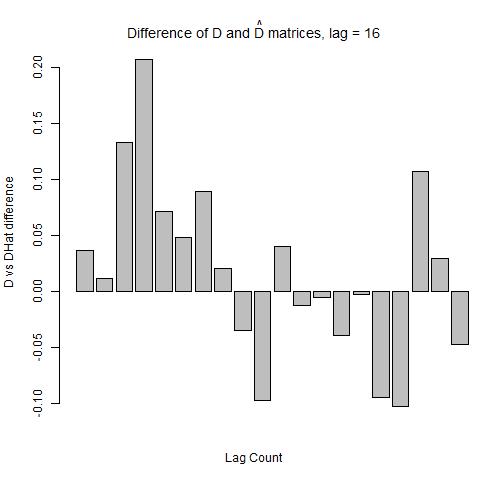 Difference of D and D̂ matrices, lag = 16
D vs DHat difference
0.20
0.15
0.10
0.05
0.00
-0.05
-0.10
Lag Count